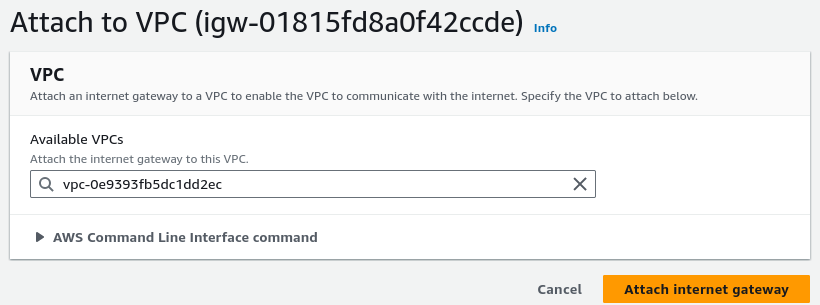 Attach to VPC (igw-01815fd8a0f42ccde) Info
VPC
Attach an internet gateway to a VPC to enable the VPC to communicate with the internet. Specify the VPC to attach below.
Available VPCs
Attach the internet gateway to this VPC.
vpc-0e9393fb5dc1dd2ec
AWS Command Line Interface command
Cancel Attach internet gateway